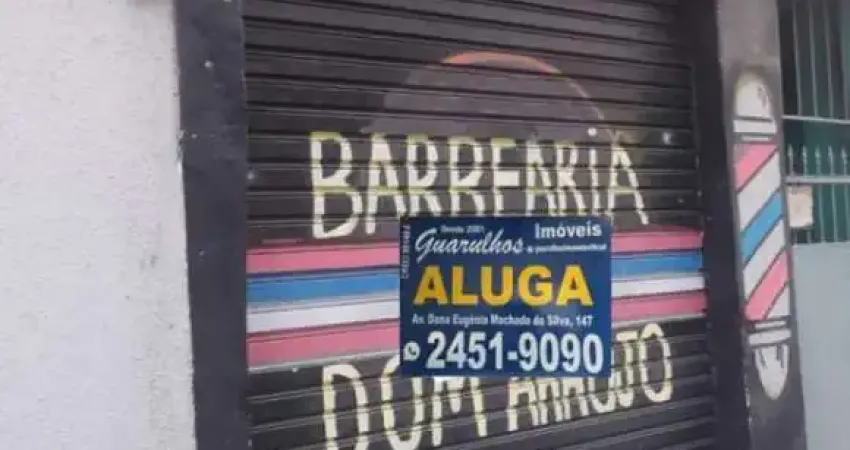 BARBEARIA
Desde 2001
Guarulhos Imóveis
ALUGA
Av. Dona Eugênia Machado da Silva, 147
2451-9090
DOM ARAUJO